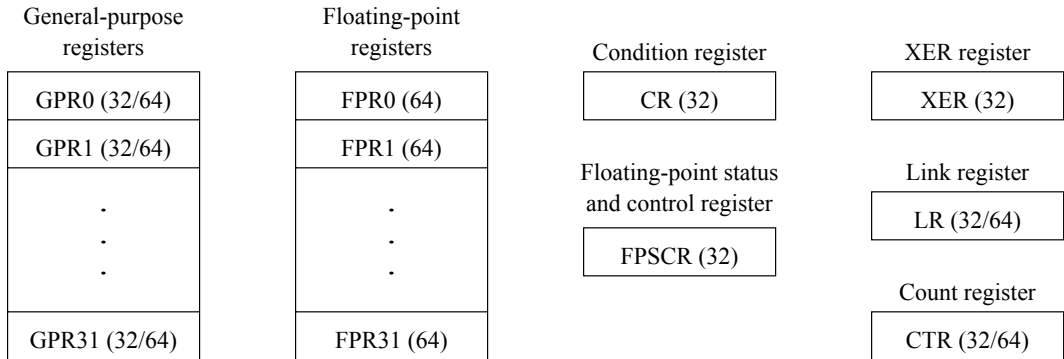 General-purpose
registers
GPR0 (32/64)
GPR1 (32/64)
.
.
.
GPR31 (32/64)
Floating-point
registers
FPR0 (64)
FPR1 (64)
.
.
.
FPR31 (64)
Condition register
CR (32)
Floating-point status
and control register
FPSCR (32)
XER register
XER (32)
Link register
LR (32/64)
Count register
CTR (32/64)